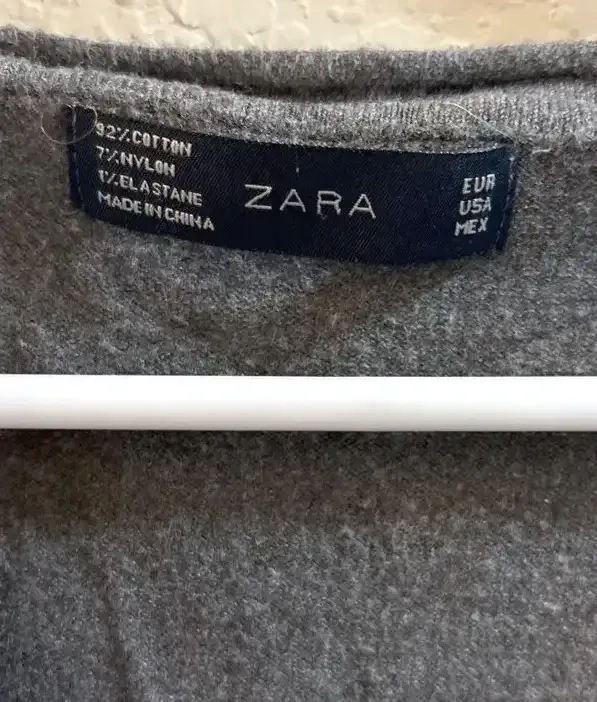 92% COTTON
7% NYLON
1% ELASTANE
MADE IN CHINA
ZARA
EUR
USA
MEX